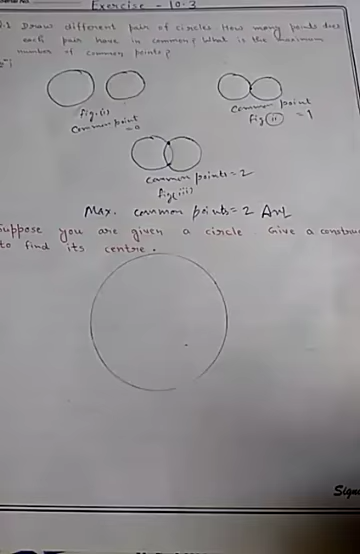 Exercise - 10.3
Q.1 Draw different pair of circles. How many points does
each pair have in common? What is the maximum
number of common points?
fig.(i)
common point
= 0
common point
fig (ii) = 1
common points = 2
fig(iii)
Max. common points = 2 Ans
Suppose you are given a circle. Give a construc
to find its centre.
Signa